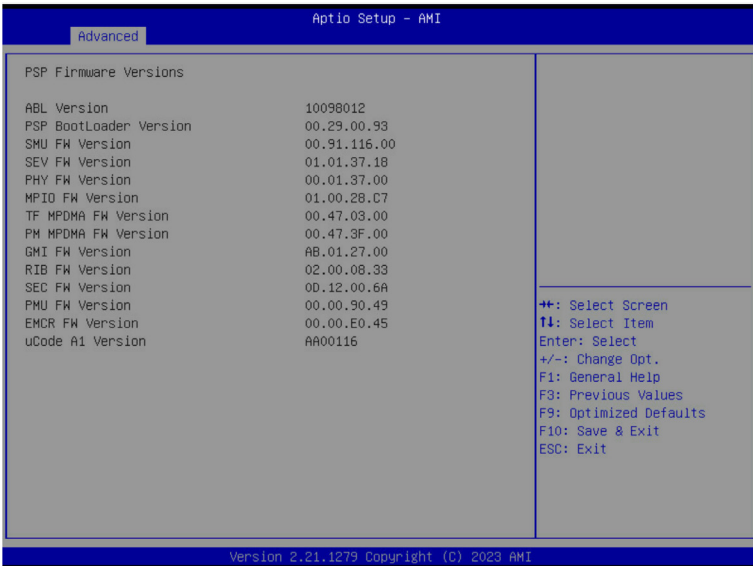 Aptio Setup – AMI
Advanced
PSP Firmware Versions
ABL Version 10098012
PSP BootLoader Version 00.29.00.93
SMU FW Version 00.91.116.00
SEV FW Version 01.01.37.18
PHY FW Version 00.01.37.00
MPIO FW Version 01.00.28.C7
TF MPDMA FW Version 00.47.03.00
PM MPDMA FW Version 00.47.3F.00
GMI FW Version AB.01.27.00
RIB FW Version 02.00.08.33
SEC FW Version 0D.12.00.6A
PMU FW Version 00.00.90.49
EMCR FW Version 00.00.E0.45
uCode A1 Version AA00116
→←: Select Screen
↑↓: Select Item
Enter: Select
+/-: Change Opt.
F1: General Help
F3: Previous Values
F9: Optimized Defaults
F10: Save & Exit
ESC: Exit
Version 2.21.1279 Copyright (C) 2023 AMI